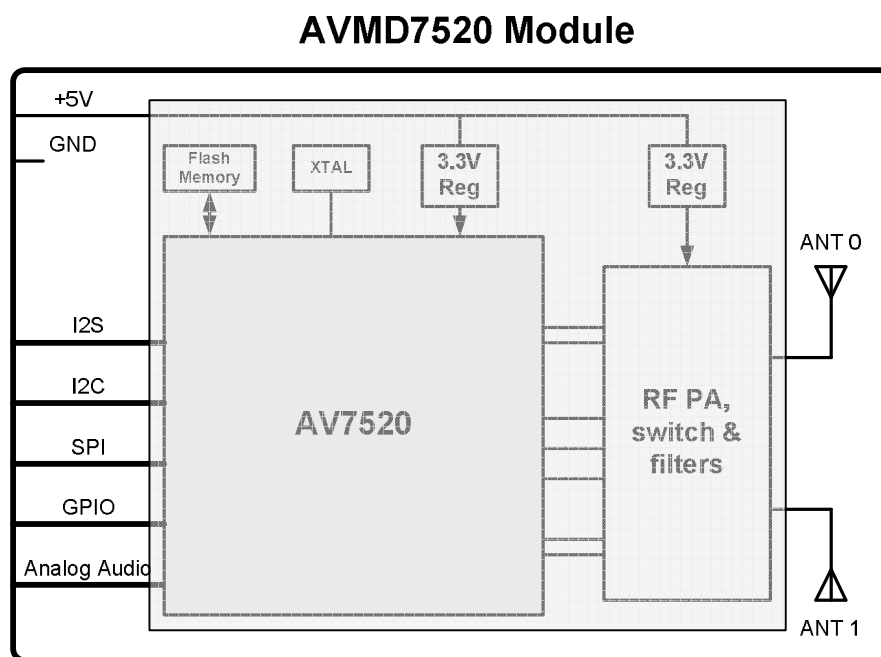 AVMD7520 Module
+5V
GND
Flash
Memory
XTAL
3.3V
Reg
3.3V
Reg
ANT 0
I2S
I2C
SPI
GPIO
Analog Audio
AV7520
RF PA,
switch &
filters
ANT 1